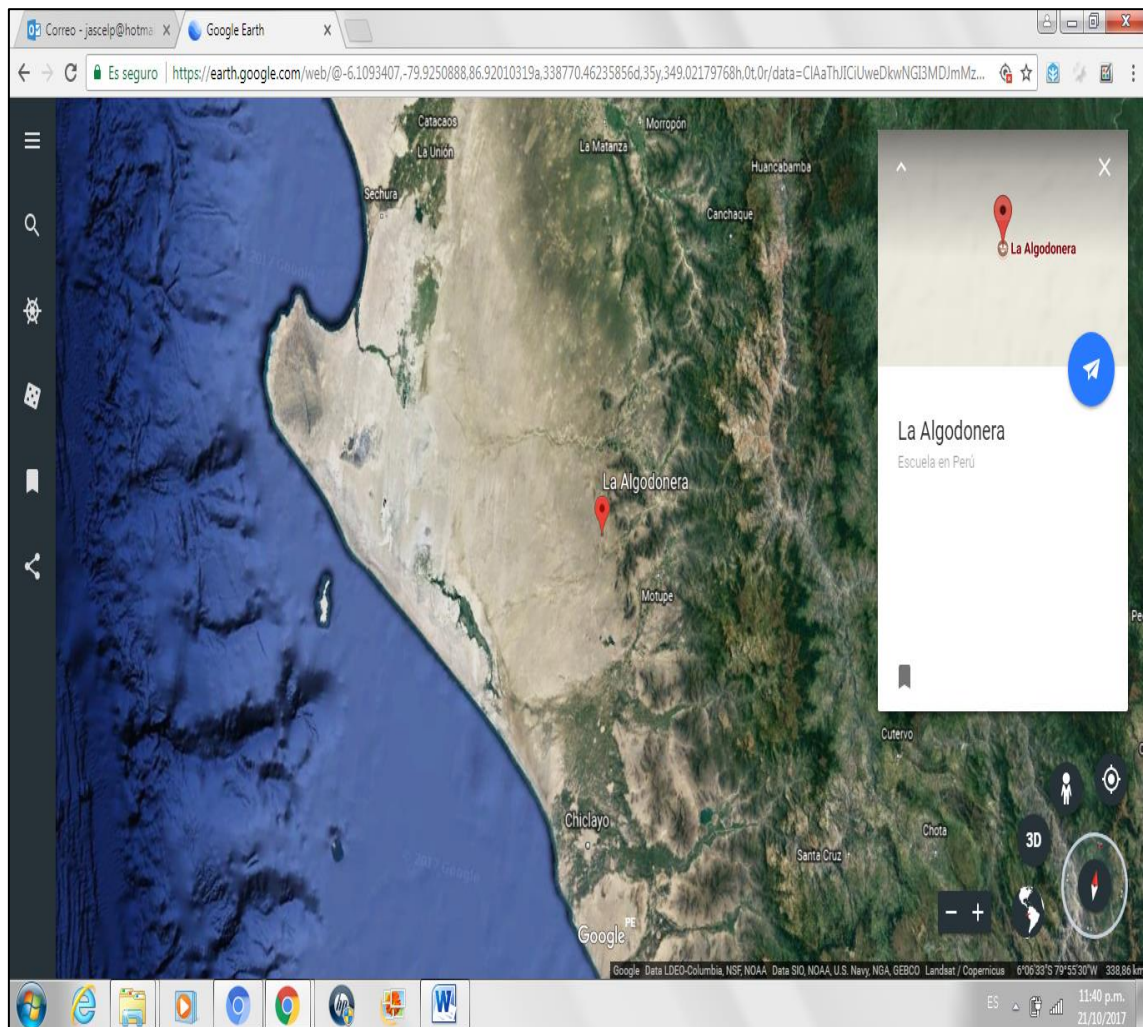 Correo - jascelp@hotma
Google Earth
Es seguro
https://earth.google.com/web/@-6.1093407,-79.9250888,86.92010319a,338770.46235856d,35y,349.02179768h,0t,0r/data=CIAaThJICiUweDkwNGI3MDJmMz...
Catacaos
La Unión
Morropón
La Matanza
Huancabamba
Sechura
Canchaque
La Algodonera
La Algodonera
Escuela en Perú
La Algodonera
Motupe
Cutervo
Chiclayo
Chota
Santa Cruz
3D
PE
Google
Google Data LDEO-Columbia, NSF, NOAA Data SIO, NOAA, U.S. Navy, NGA, GEBCO Landsat / Copernicus 6°06'33"S 79°55'30"W 338,86 km
ES
11:40 p.m.
21/10/2017